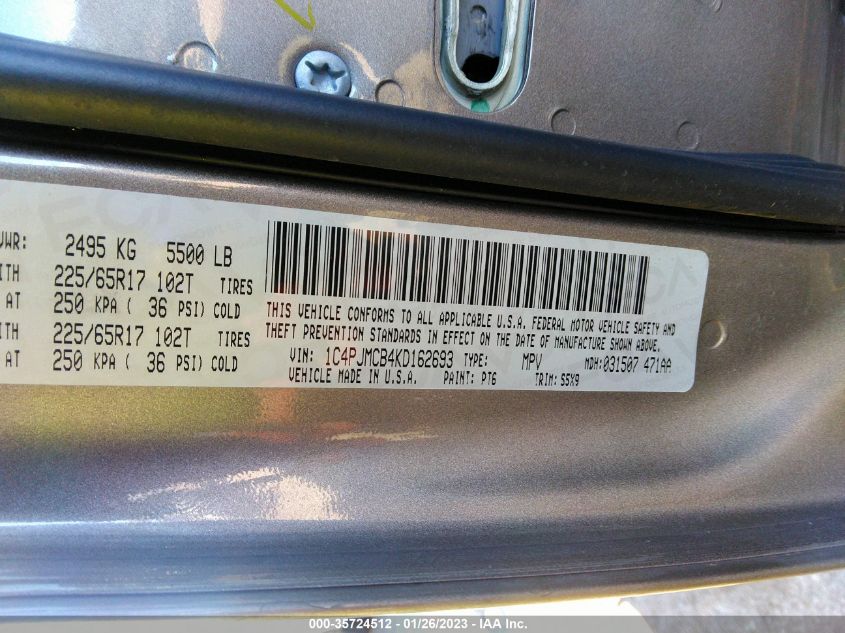 VWR: 2495 KG 5500 LB
ITH 225/65R17 102T TIRES
AT 250 KPA ( 36 PSI) COLD
ITH 225/65R17 102T TIRES
AT 250 KPA ( 36 PSI) COLD
THIS VEHICLE CONFORMS TO ALL APPLICABLE U.S.A. FEDERAL MOTOR VEHICLE SAFETY AND
THEFT PREVENTION STANDARDS IN EFFECT ON THE DATE OF MANUFACTURE SHOWN ABOVE.
VIN: 1C4PJMCB4KD162693 TYPE: MPV MDH: 031507 471AA
VEHICLE MADE IN U.S.A. PAINT: PT6 TRIM: S5X9
000-35724512 - 01/26/2023 - IAA Inc.